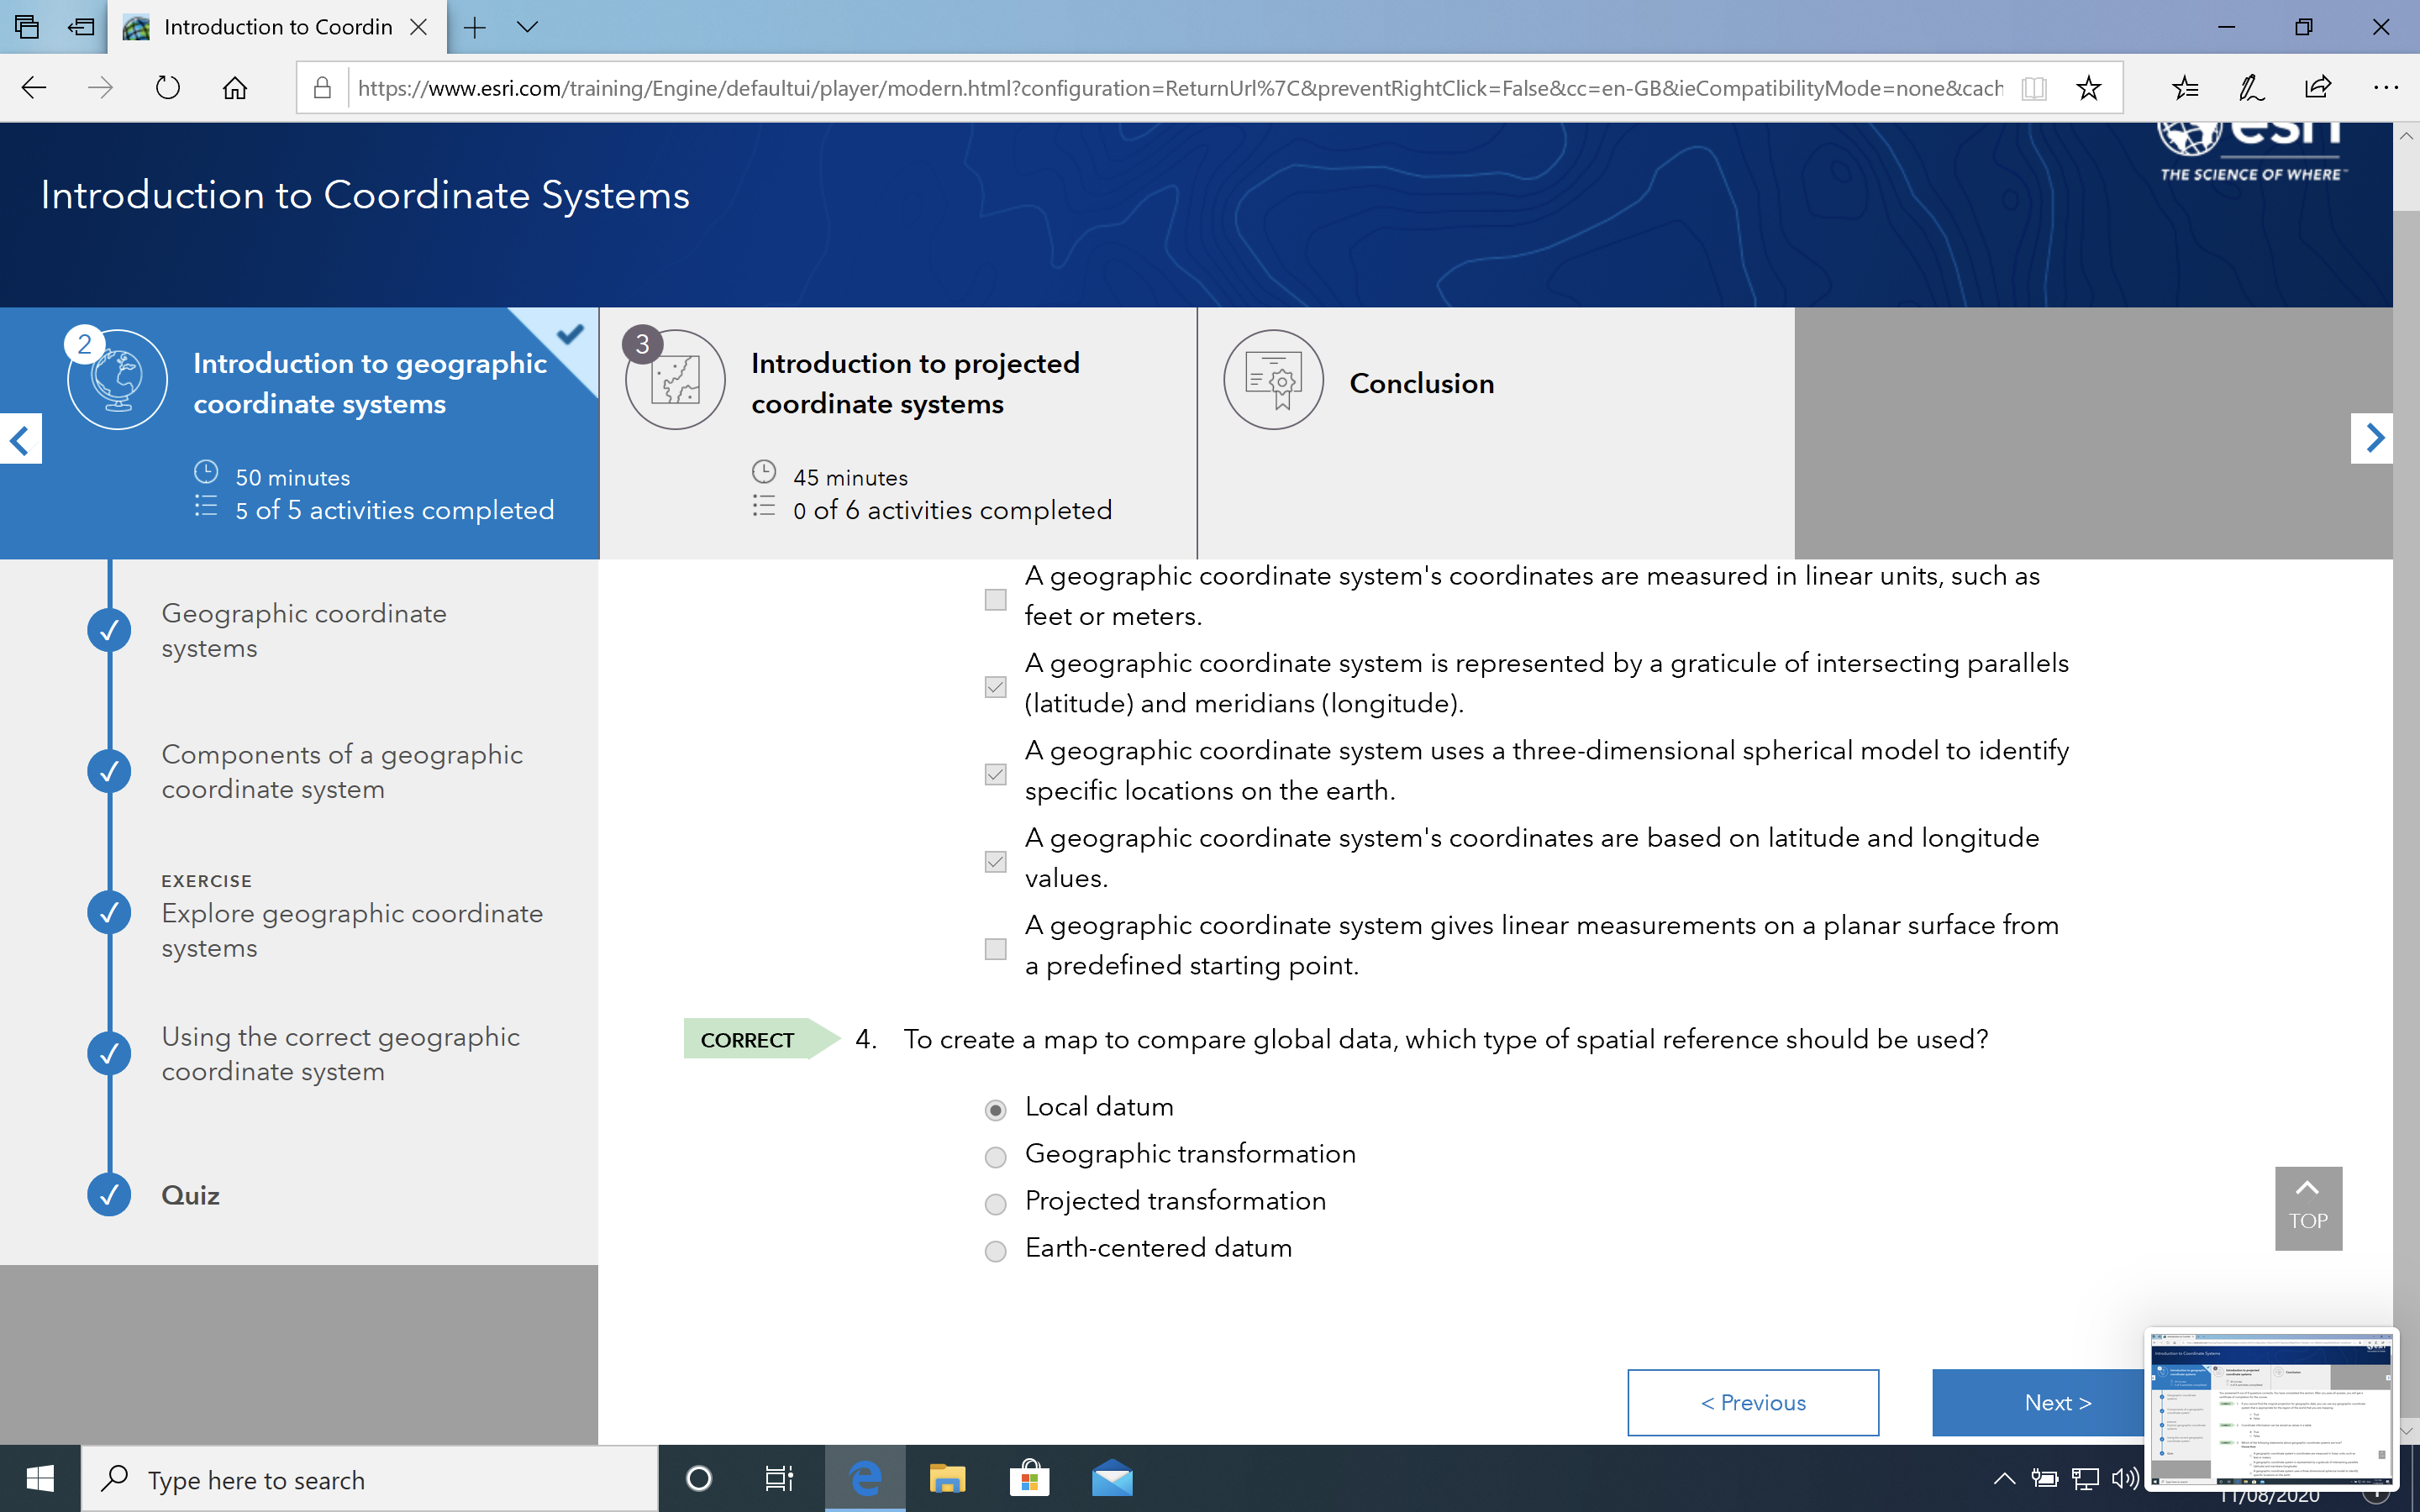 Introduction to Coordin
https://www.esri.com/training/Engine/defaultui/player/modern.html?configuration=ReturnUrl%7C&preventRightClick=False&cc=en-GB&ieCompatibilityMode=none&cach
esri
THE SCIENCE OF WHERE
Introduction to Coordinate Systems
2
Introduction to geographic
coordinate systems
50 minutes
5 of 5 activities completed
3
Introduction to projected
coordinate systems
45 minutes
0 of 6 activities completed
Conclusion
Geographic coordinate
systems
Components of a geographic
coordinate system
EXERCISE
Explore geographic coordinate
systems
Using the correct geographic
coordinate system
Quiz
A geographic coordinate system's coordinates are measured in linear units, such as
feet or meters.
A geographic coordinate system is represented by a graticule of intersecting parallels
(latitude) and meridians (longitude).
A geographic coordinate system uses a three-dimensional spherical model to identify
specific locations on the earth.
A geographic coordinate system's coordinates are based on latitude and longitude
values.
A geographic coordinate system gives linear measurements on a planar surface from
a predefined starting point.
CORRECT 4. To create a map to compare global data, which type of spatial reference should be used?
Local datum
Geographic transformation
Projected transformation
Earth-centered datum
TOP
< Previous
Next >
Type here to search
11/08/2020